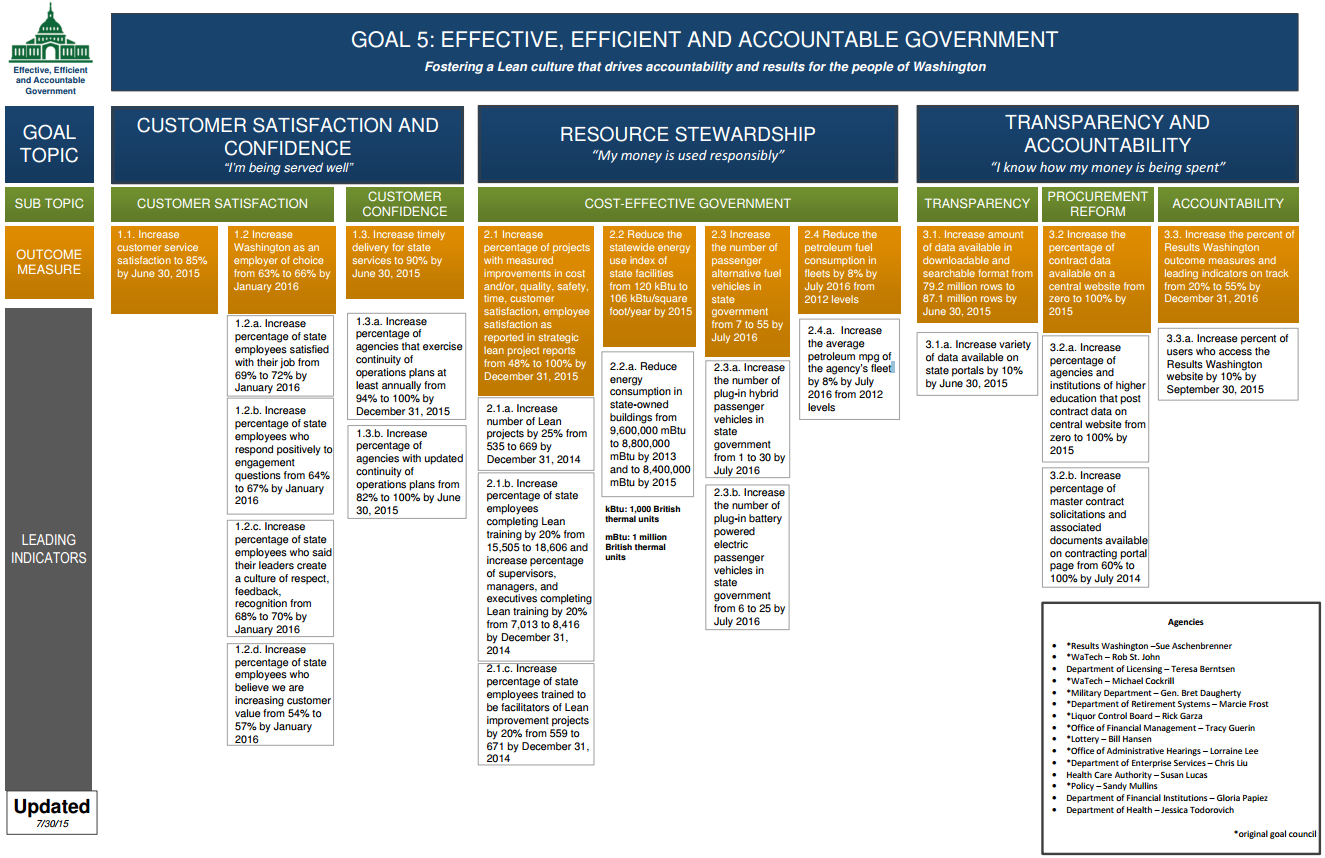 Effective, Efficient
and Accountable
Government
GOAL 5: EFFECTIVE, EFFICIENT AND ACCOUNTABLE GOVERNMENT
Fostering a Lean culture that drives accountability and results for the people of Washington
GOAL
TOPIC
CUSTOMER SATISFACTION AND
CONFIDENCE
“I’m being served well”
RESOURCE STEWARDSHIP
“My money is used responsibly”
TRANSPARENCY AND
ACCOUNTABILITY
“I know how my money is being spent”
SUB TOPIC
CUSTOMER SATISFACTION
CUSTOMER
CONFIDENCE
COST-EFFECTIVE GOVERNMENT
TRANSPARENCY
PROCUREMENT
REFORM
ACCOUNTABILITY
OUTCOME
MEASURE
1.1. Increase
customer service
satisfaction to 85%
by June 30, 2015
1.2 Increase
Washington as an
employer of choice
from 63% to 66% by
January 2016
1.3. Increase timely
delivery for state
services to 90% by
June 30, 2015
2.1 Increase
percentage of projects
with measured
improvements in cost
and/or, quality, safety,
time, customer
satisfaction, employee
satisfaction as
reported in strategic
lean project reports
from 48% to 100% by
December 31, 2015
2.2 Reduce the
statewide energy
use index of
state facilities
from 120 kBtu to
106 kBtu/square
foot/year by 2015
2.3 Increase
the number of
passenger
alternative fuel
vehicles in
state
government
from 7 to 55 by
July 2016
2.4 Reduce the
petroleum fuel
consumption in
fleets by 8% by
July 2016 from
2012 levels
3.1. Increase amount
of data available in
downloadable and
searchable format from
79.2 million rows to
87.1 million rows by
June 30, 2015
3.2 Increase the
percentage of
contract data
available on a
central website from
zero to 100% by
2015
3.3. Increase the percent of
Results Washington
outcome measures and
leading indicators on track
from 20% to 55% by
December 31, 2016
LEADING
INDICATORS
1.2.a. Increase
percentage of state
employees satisfied
with their job from
69% to 72% by
January 2016
1.2.b. Increase
percentage of state
employees who
respond positively to
engagement
questions from 64%
to 67% by January
2016
1.2.c. Increase
percentage of state
employees who said
their leaders create
a culture of respect,
feedback,
recognition from
68% to 70% by
January 2016
1.2.d. Increase
percentage of state
employees who
believe we are
increasing customer
value from 54% to
57% by January
2016
1.3.a. Increase
percentage of
agencies that exercise
continuity of
operations plans at
least annually from
94% to 100% by
December 31, 2015
1.3.b. Increase
percentage of
agencies with updated
continuity of
operations plans from
82% to 100% by June
30, 2015
2.1.a. Increase
number of Lean
projects by 25% from
535 to 669 by
December 31, 2014
2.1.b. Increase
percentage of state
employees
completing Lean
training by 20% from
15,505 to 18,606 and
increase percentage
of supervisors,
managers, and
executives completing
Lean training by 20%
from 7,013 to 8,416
by December 31,
2014
2.1.c. Increase
percentage of state
employees trained to
be facilitators of Lean
improvement projects
by 20% from 559 to
671 by December 31,
2014
2.2.a. Reduce
energy
consumption in
state-owned
buildings from
9,600,000 mBtu
to 8,800,000
mBtu by 2013
and to 8,400,000
mBtu by 2015
kBtu: 1,000 British
thermal units
mBtu: 1 million
British thermal
units
2.3.a. Increase
the number of
plug-in hybrid
passenger
vehicles in
state
government
from 1 to 30 by
July 2016
2.3.b. Increase
the number of
plug-in battery
powered
electric
passenger
vehicles in
state
government
from 6 to 25 by
July 2016
2.4.a. Increase
the average
petroleum mpg of
the agency’s fleet
by 8% by July
2016 from 2012
levels
3.1.a. Increase variety
of data available on
state portals by 10%
by June 30, 2015
3.2.a. Increase
percentage of
agencies and
institutions of higher
education that post
contract data on
central website from
zero to 100% by
2015
3.2.b. Increase
percentage of
master contract
solicitations and
associated
documents available
on contracting portal
page from 60% to
100% by July 2014
3.3.a. Increase percent of
users who access the
Results Washington
website by 10% by
September 30, 2015
Agencies
• *Results Washington –Sue Aschenbrenner
• *WaTech – Rob St. John
• Department of Licensing – Teresa Berntsen
• *WaTech – Michael Cockrill
• *Military Department – Gen. Bret Daugherty
• *Department of Retirement Systems – Marcie Frost
• *Liquor Control Board – Rick Garza
• *Office of Financial Management – Tracy Guerin
• *Lottery – Bill Hansen
• *Office of Administrative Hearings – Lorraine Lee
• *Department of Enterprise Services – Chris Liu
• Health Care Authority – Susan Lucas
• *Policy – Sandy Mullins
• Department of Financial Institutions – Gloria Papiez
• Department of Health – Jessica Todorovich
*original goal council
Updated
7/30/15